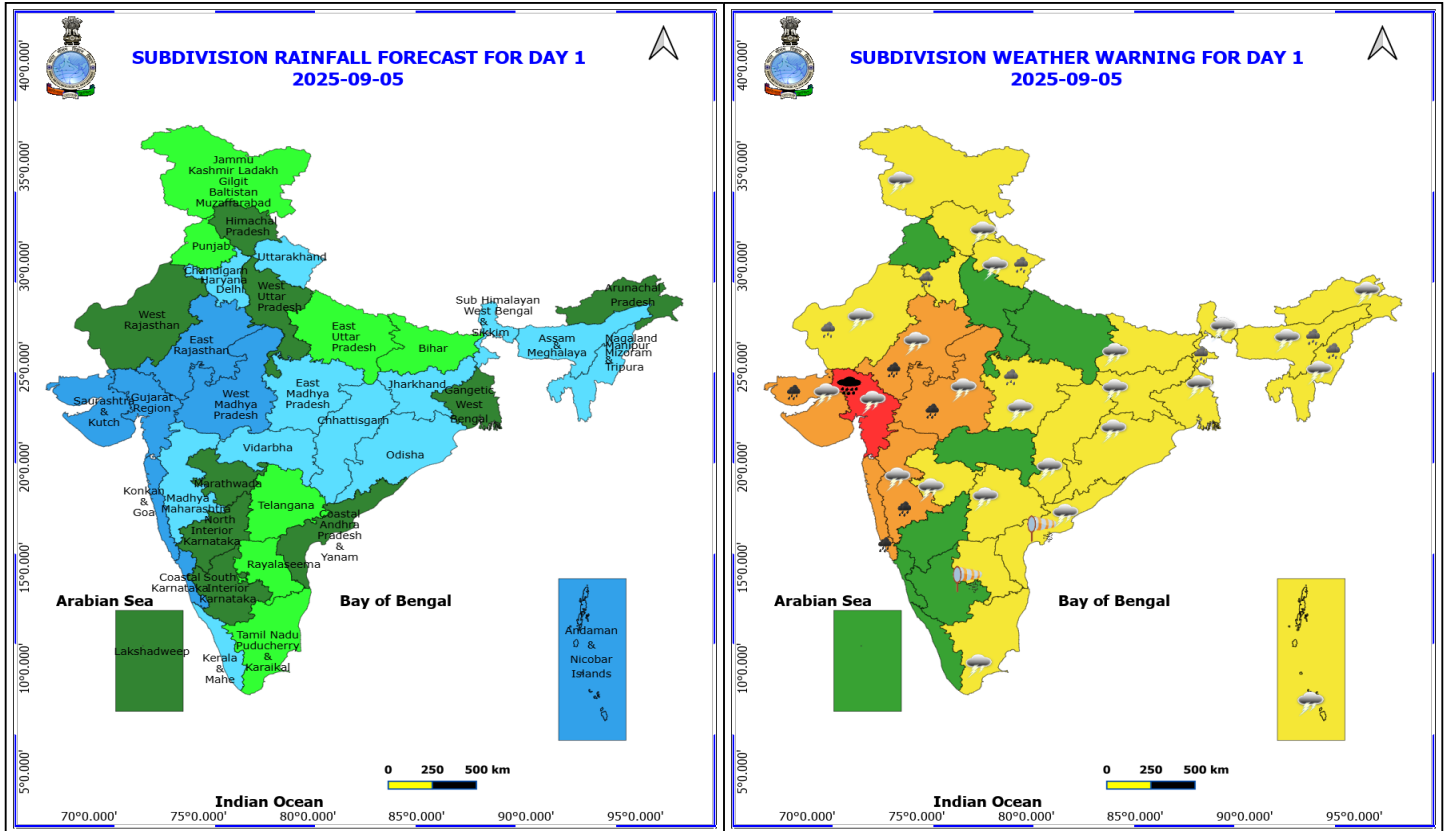 SUBDIVISION RAINFALL FORECAST FOR DAY 1
2025-09-05
40°0.000'
35°0.000'
30°0.000'
25°0.000'
20°0.000'
15°0.000'
10°0.000'
5°0.000'
Jammu
Kashmir Ladakh
Gilgit
Baltistan
Muzaffarabad
Himachal
Pradesh
Punjab
Uttarakhand
Chandigarh
Haryana
Delhi
West
Uttar
Pradesh
West
Rajasthan
East
Rajasthan
East
Uttar
Pradesh
Bihar
Sub Himalayan
West Bengal
&
Sikkim
Arunachal
Pradesh
Assam
&
Meghalaya
Nagaland
Manipur
Mizoram
&
Tripura
Saurashtra
&
Kutch
Gujarat
Region
West
Madhya
Pradesh
East
Madhya
Pradesh
Jharkhand
Gangetic
West
Bengal
Chhattisgarh
Vidarbha
Odisha
Konkan
&
Goa
Madhya
Maharashtra
Marathwada
Telangana
North
Interior
Karnataka
Coastal
Andhra
Pradesh
&
Yanam
Rayalaseema
Coastal
Karnataka
South
Interior
Karnataka
Arabian Sea
Bay of Bengal
Lakshadweep
Kerala
&
Mahe
Tamil Nadu
Puducherry
&
Karaikal
Andaman
&
Nicobar
Islands
0 250 500 km
Indian Ocean
70°0.000' 75°0.000' 80°0.000' 85°0.000' 90°0.000' 95°0.000'
SUBDIVISION WEATHER WARNING FOR DAY 1
2025-09-05
40°0.000'
35°0.000'
30°0.000'
25°0.000'
20°0.000'
15°0.000'
10°0.000'
5°0.000'
Arabian Sea
Bay of Bengal
0 250 500 km
Indian Ocean
70°0.000' 75°0.000' 80°0.000' 85°0.000' 90°0.000' 95°0.000'